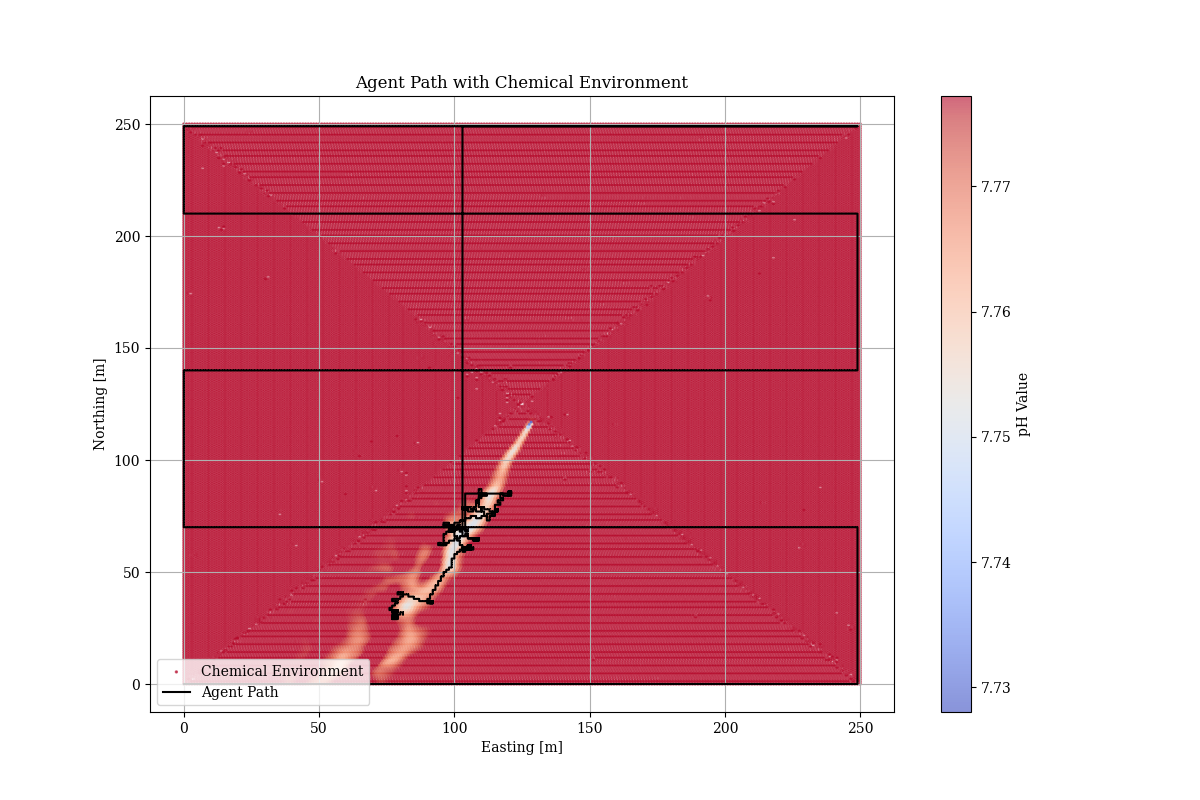 Agent Path with Chemical Environment
250
200
150
100
50
0
Northing [m]
0 50 100 150 200 250
Easting [m]
Chemical Environment
Agent Path
7.77
7.76
7.75
7.74
7.73
pH Value